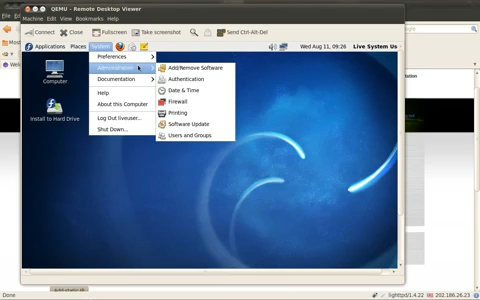 QEMU - Remote Desktop Viewer
Machine Edit View Bookmarks Help
Connect Close Fullscreen Take screenshot Send Ctrl-Alt-Del
Applications Places System Wed Aug 11, 09:26 Live System Us
Preferences
Administration
Documentation
Help
About this Computer
Log Out liveuser...
Shut Down...
Add/Remove Software
Authentication
Date & Time
Firewall
Printing
Software Update
Users and Groups
Computer
Install to Hard Drive
Done
lighttpd/1.4.22 202.186.26.23